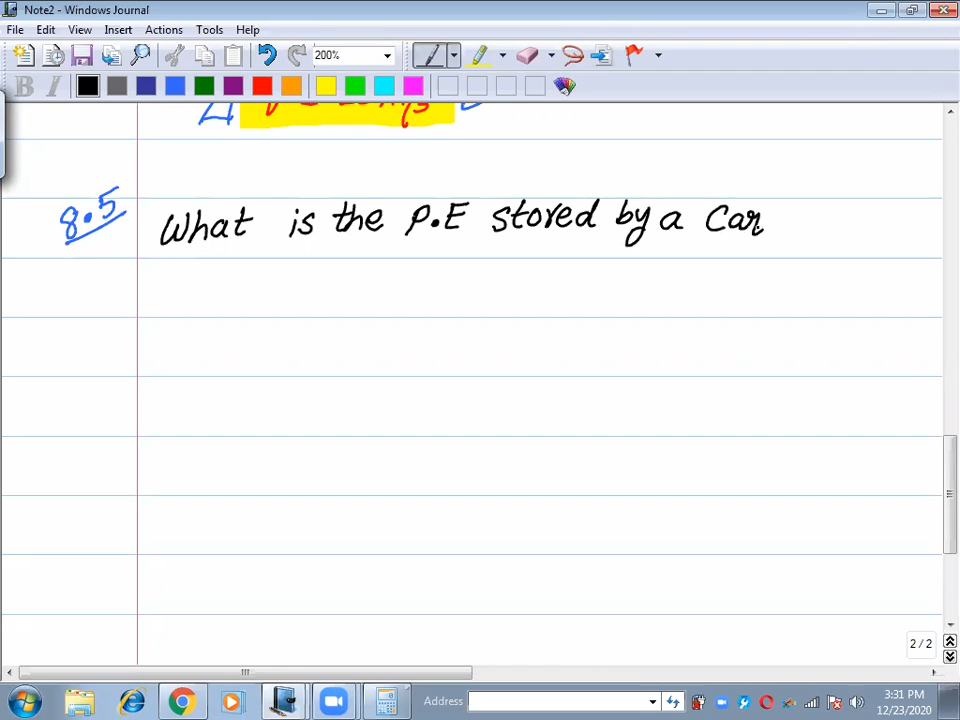 Note2 - Windows Journal
File Edit View Insert Actions Tools Help
200%
B I
8.5 What is the P.E stored by a Car
2 / 2
Address
3:31 PM
12/23/2020